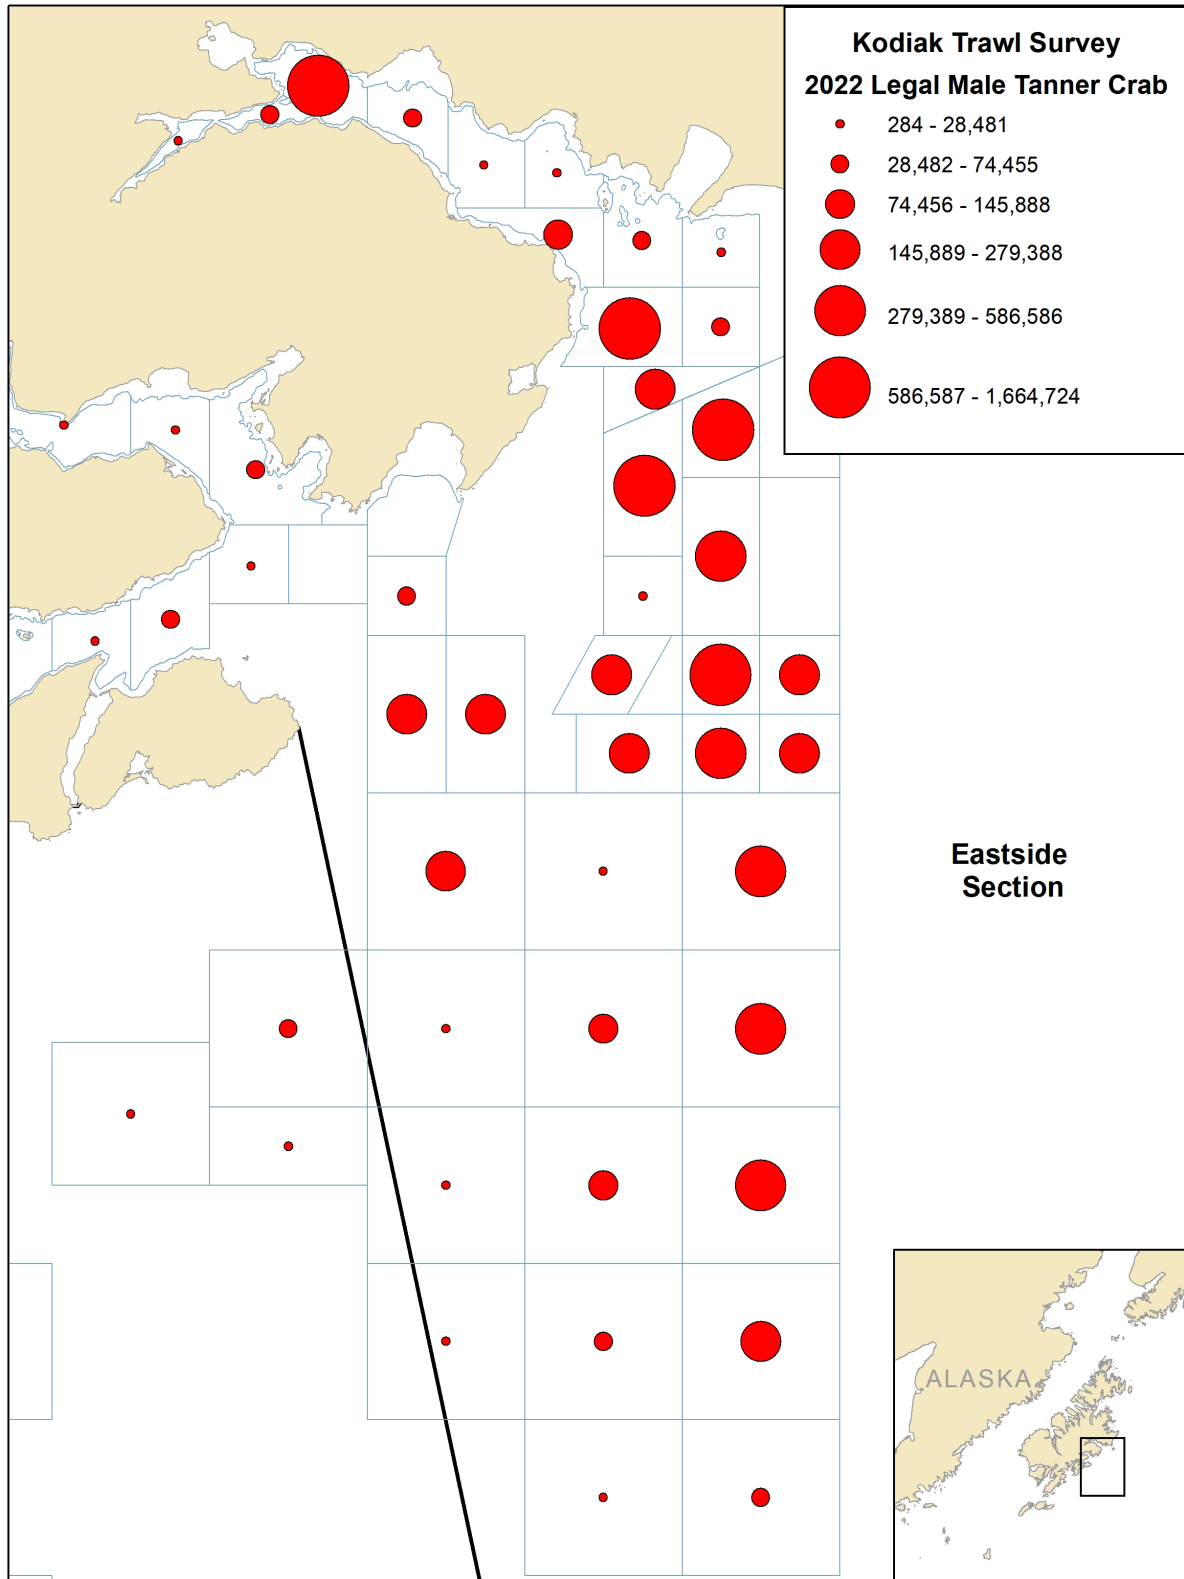 Kodiak Trawl Survey
2022 Legal Male Tanner Crab
284 - 28,481
28,482 - 74,455
74,456 - 145,888
145,889 - 279,388
279,389 - 586,586
586,587 - 1,664,724
Eastside
Section
ALASKA